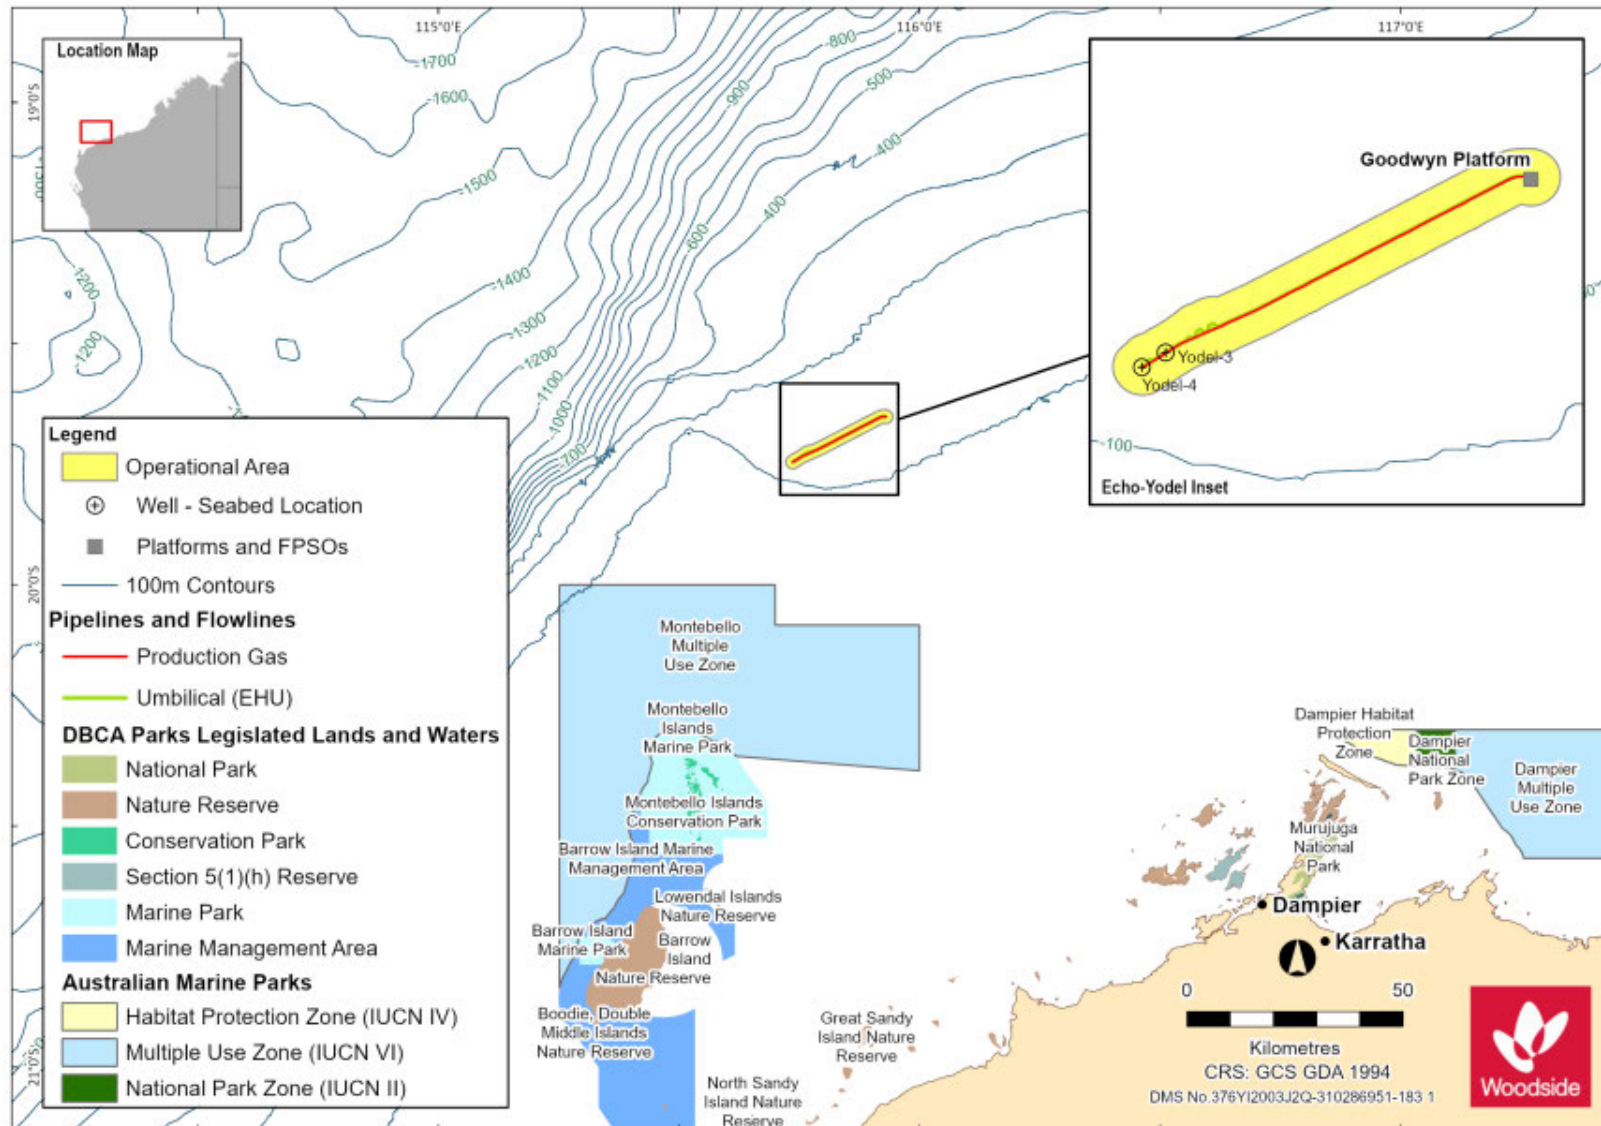 115°0'E
116°0'E
117°0'E
19°0'S
20°0'S
21°0'S
Location Map
-1700
-1600
-1500
-1400
-1300
-1200
-1100
-1000
-700
-1200
-1200
-800
-900
-500
-400
-400
-600
Goodwyn Platform
Yodel-3
Yodel-4
-100
Echo-Yodel Inset
Legend
Operational Area
Well - Seabed Location
Platforms and FPSOs
100m Contours
Pipelines and Flowlines
Production Gas
Umbilical (EHU)
DBCA Parks Legislated Lands and Waters
National Park
Nature Reserve
Conservation Park
Section 5(1)(h) Reserve
Marine Park
Marine Management Area
Australian Marine Parks
Habitat Protection Zone (IUCN IV)
Multiple Use Zone (IUCN VI)
National Park Zone (IUCN II)
Montebello
Multiple
Use Zone
Montebello
Islands
Marine Park
Montebello Islands
Conservation Park
Barrow Island Marine
Management Area
Lowendal Islands
Nature Reserve
Barrow Island
Marine Park
Barrow
Island
Nature Reserve
Boodie, Double
Middle Islands
Nature Reserve
Great Sandy
Island Nature
Reserve
North Sandy
Island Nature
Reserve
Dampier Habitat
Protection
Zone
Dampier
National
Park Zone
Dampier
Multiple
Use Zone
Murujuga
National
Park
Dampier
Karratha
0 50
Kilometres
CRS: GCS GDA 1994
DMS No.376YI2003J2Q-310286951-183 1
Woodside